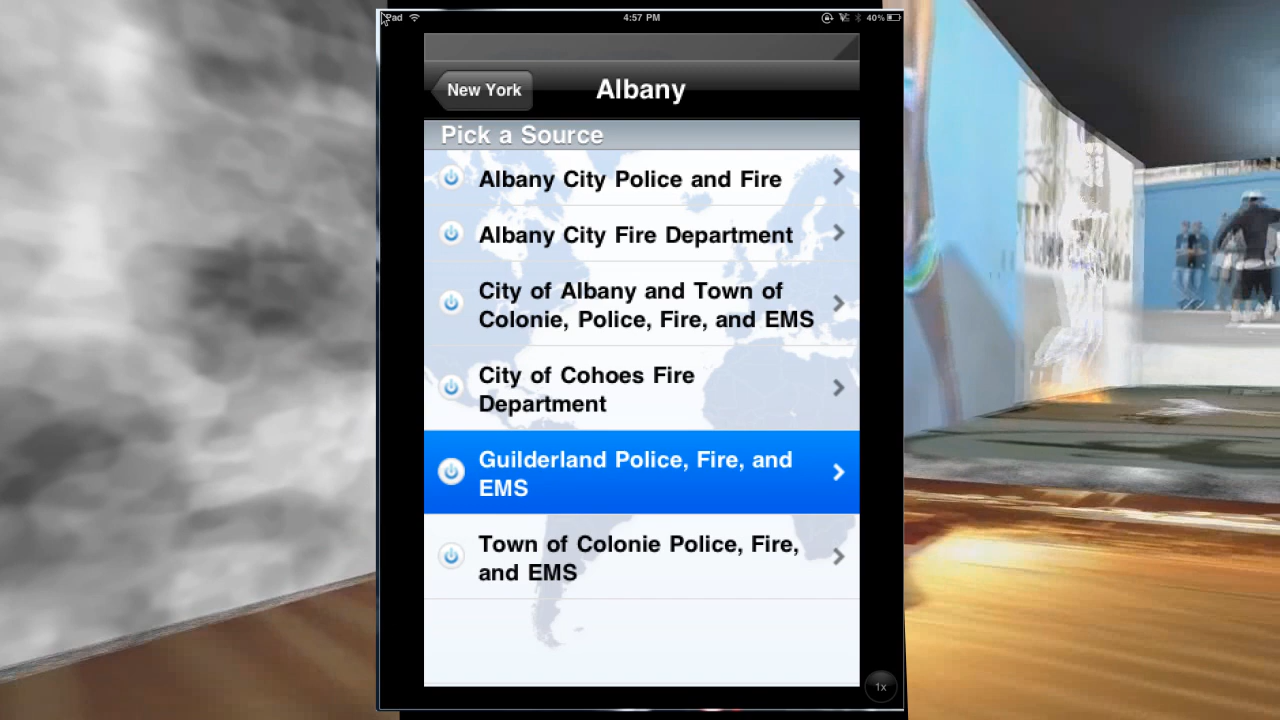 Pad 4:57 PM 40%
New York Albany
Pick a Source
Albany City Police and Fire
Albany City Fire Department
City of Albany and Town of
Colonie, Police, Fire, and EMS
City of Cohoes Fire
Department
Guilderland Police, Fire, and
EMS
Town of Colonie Police, Fire,
and EMS
1x